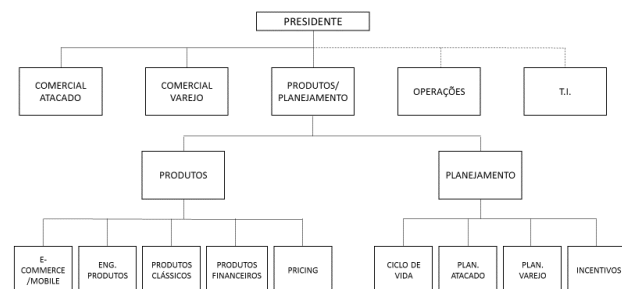 PRESIDENTE
COMERCIAL
ATACADO
COMERCIAL
VAREJO
PRODUTOS/
PLANEJAMENTO
OPERAÇÕES
T.I.
PRODUTOS
PLANEJAMENTO
E-
COMMERCE
/MOBILE
ENG.
PRODUTOS
PRODUTOS
CLÁSSICOS
PRODUTOS
FINANCEIROS
PRICING
CICLO DE
VIDA
PLAN.
ATACADO
PLAN.
VAREJO
INCENTIVOS